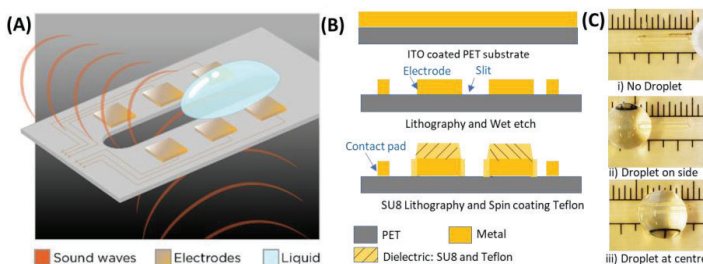 (A)
Sound waves
Electrodes
Liquid
(B)
ITO coated PET substrate
Electrode
Slit
Lithography and Wet etch
Contact pad
SU8 Lithography and Spin coating Teflon
PET
Metal
Dielectric: SU8 and Teflon
(C)
i) No Droplet
ii) Droplet on side
iii) Droplet at centre